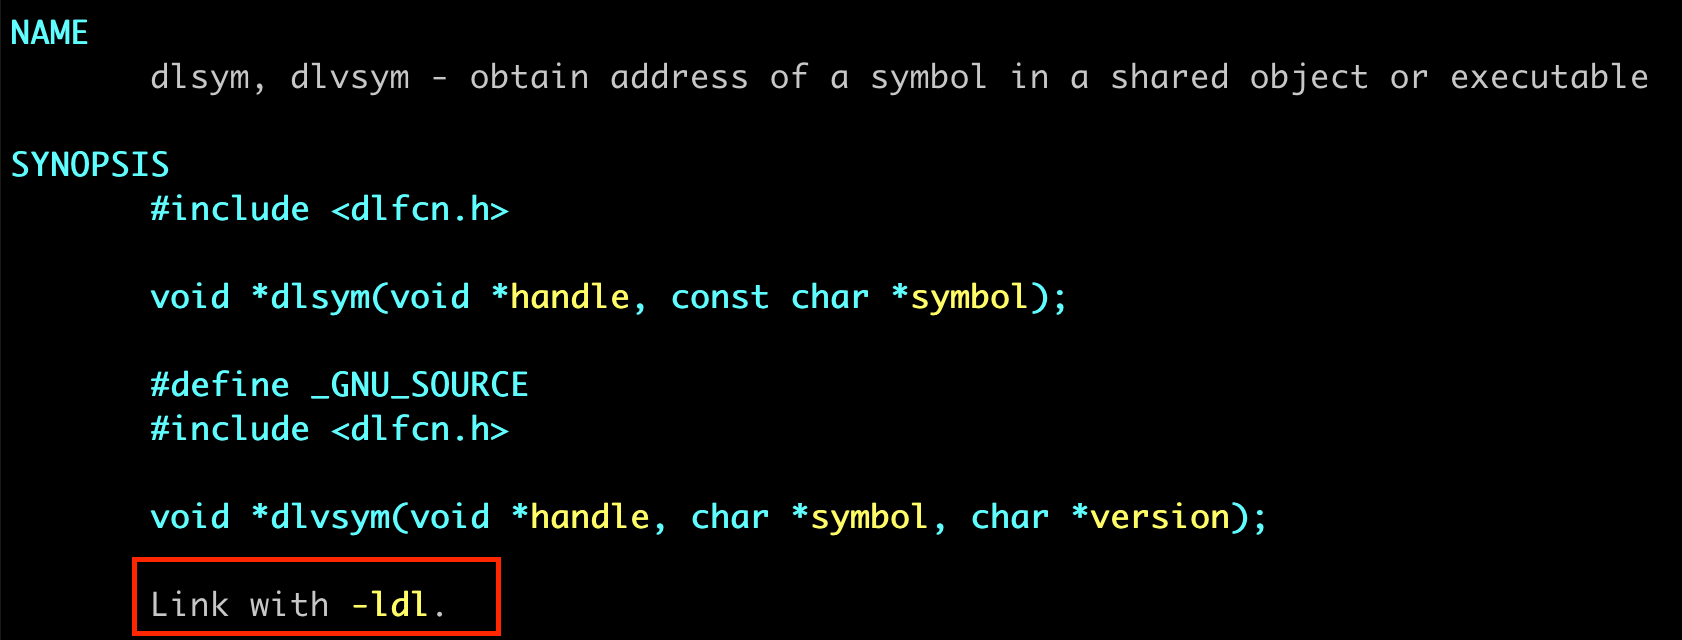 NAME
dlsym, dlvsym - obtain address of a symbol in a shared object or executable
SYNOPSIS
#include <dlfcn.h>
void *dlsym(void *handle, const char *symbol);
#define _GNU_SOURCE
#include <dlfcn.h>
void *dlvsym(void *handle, char *symbol, char *version);
Link with -ldl.